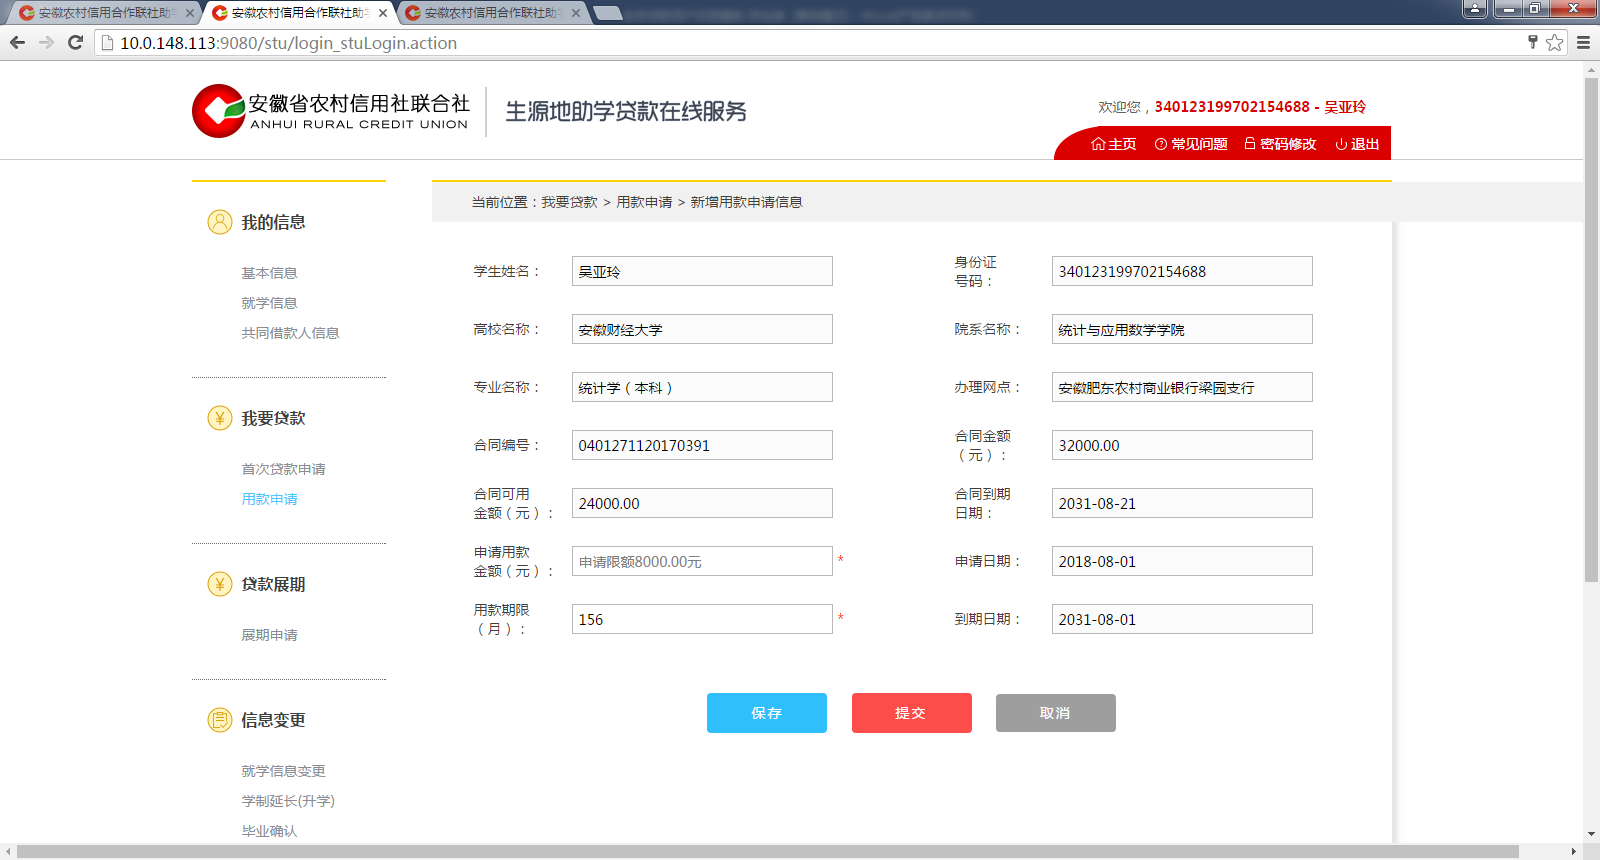 安徽农村信用合作联社助学
安徽农村信用合作联社助学
安徽农村信用合作联社助学
10.0.148.113:9080/stu/login_stuLogin.action
安徽省农村信用社联合社
ANHUI RURAL CREDIT UNION
生源地助学贷款在线服务
欢迎您，340123199702154688 - 吴亚玲
主页 常见问题 密码修改 退出
当前位置：我要贷款 > 用款申请 > 新增用款申请信息
我的信息
基本信息
就学信息
共同借款人信息
我要贷款
首次贷款申请
用款申请
贷款展期
展期申请
信息变更
就学信息变更
学制延长(升学)
毕业确认
学生姓名： 吴亚玲
身份证
号码： 340123199702154688
高校名称： 安徽财经大学
院系名称： 统计与应用数学学院
专业名称： 统计学（本科）
办理网点： 安徽肥东农村商业银行梁园支行
合同编号： 0401271120170391
合同金额
（元）： 32000.00
合同可用
金额（元）： 24000.00
合同到期
日期： 2031-08-21
申请用款
金额（元）： 申请限额8000.00元 *
申请日期： 2018-08-01
用款期限
（月）： 156 *
到期日期： 2031-08-01
保存 提交 取消